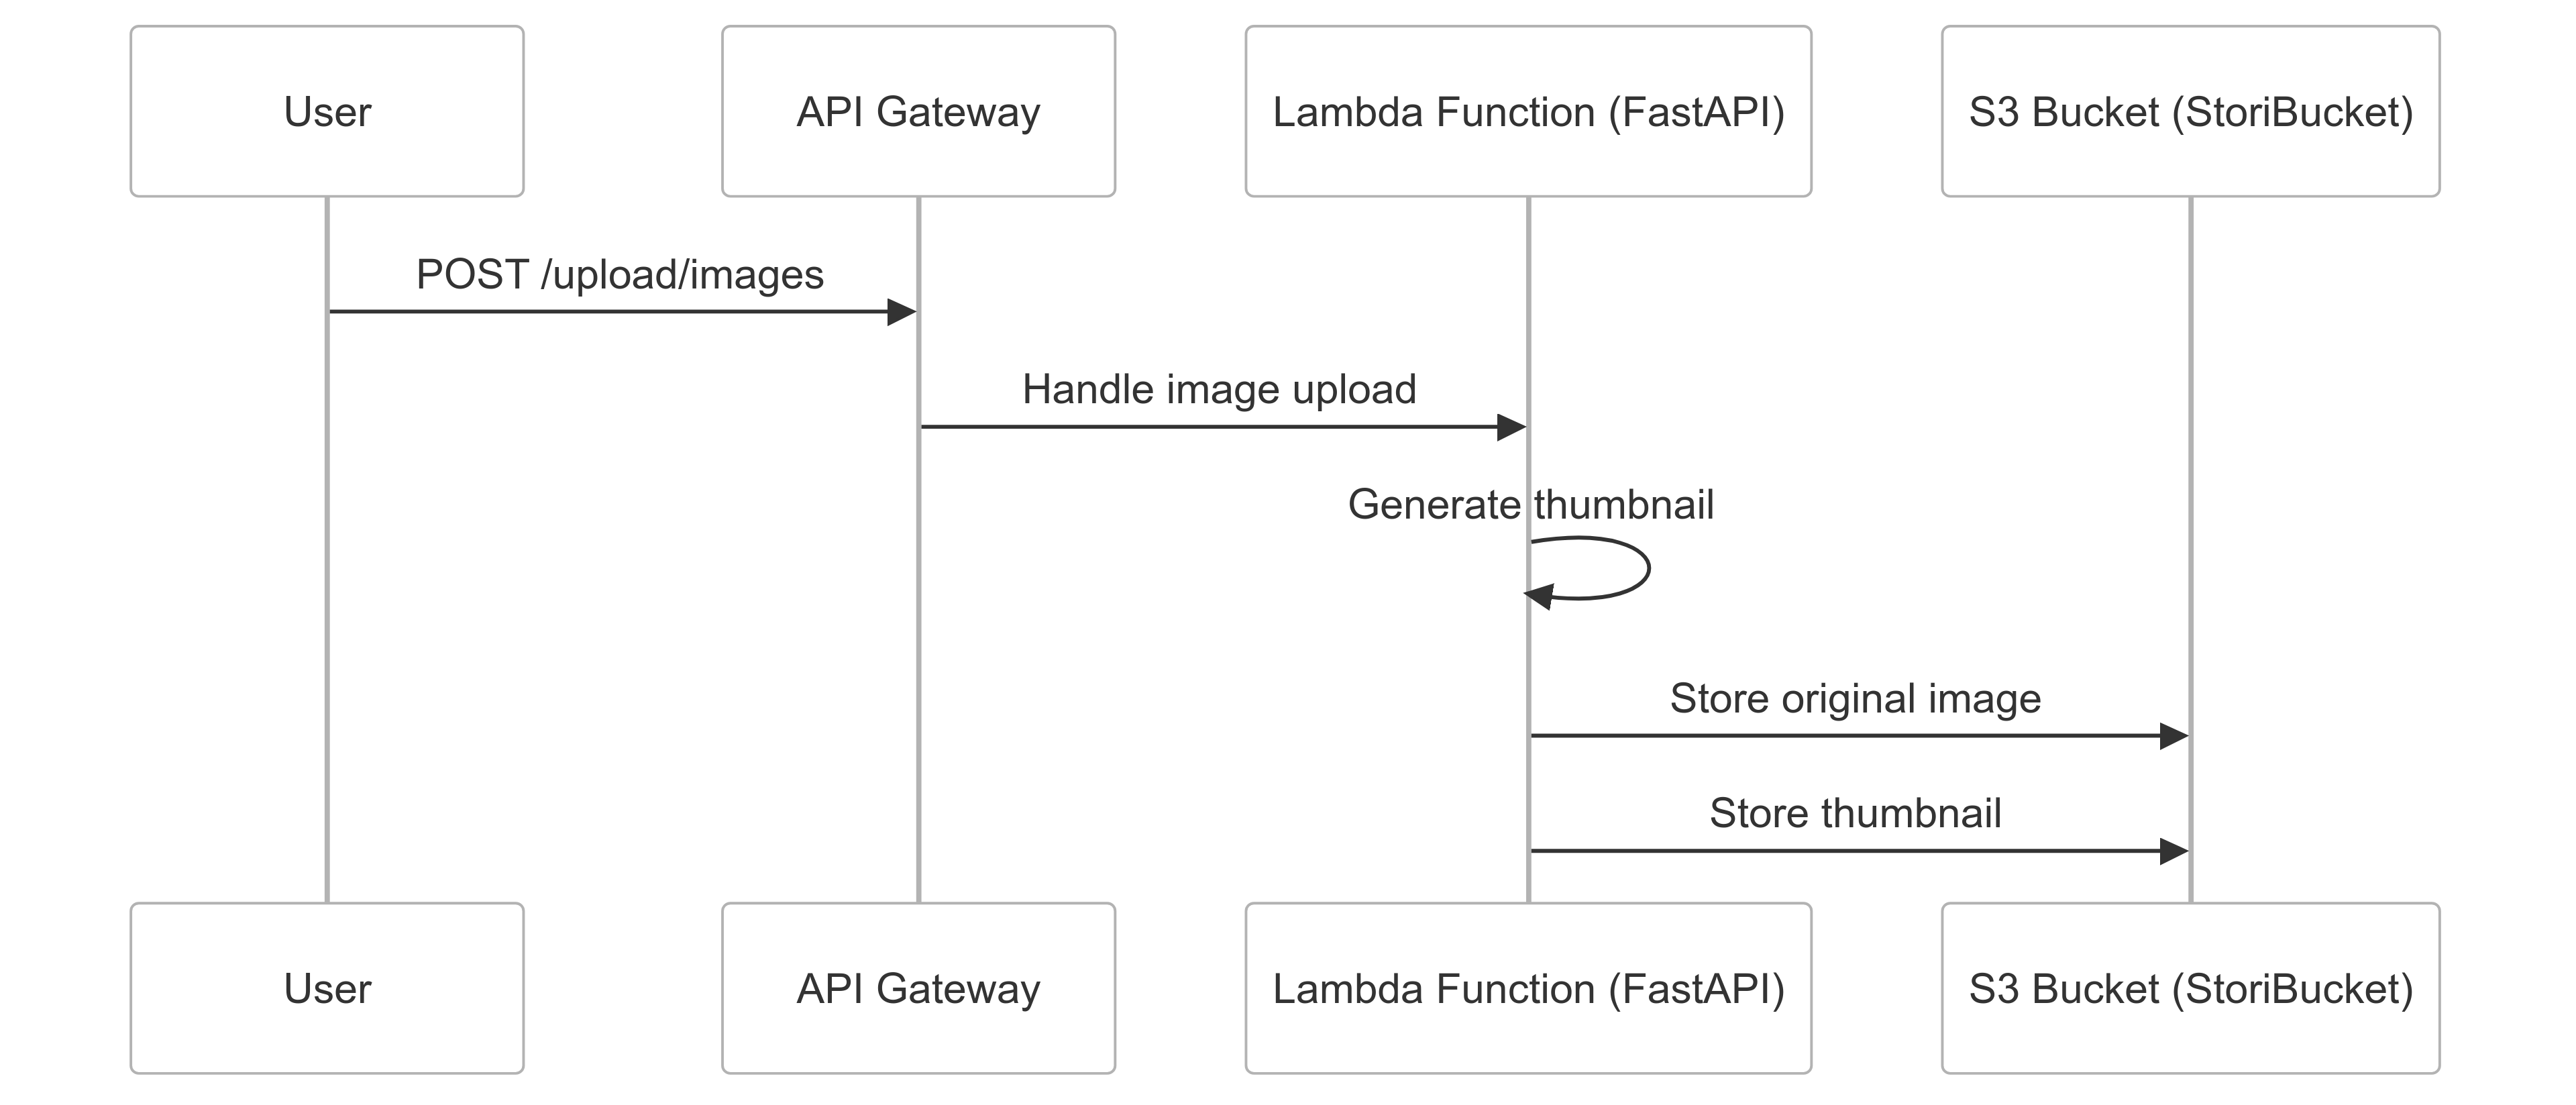 User
API Gateway
Lambda Function (FastAPI)
S3 Bucket (StoriBucket)
POST /upload/images
Handle image upload
Generate thumbnail
Store original image
Store thumbnail
User
API Gateway
Lambda Function (FastAPI)
S3 Bucket (StoriBucket)